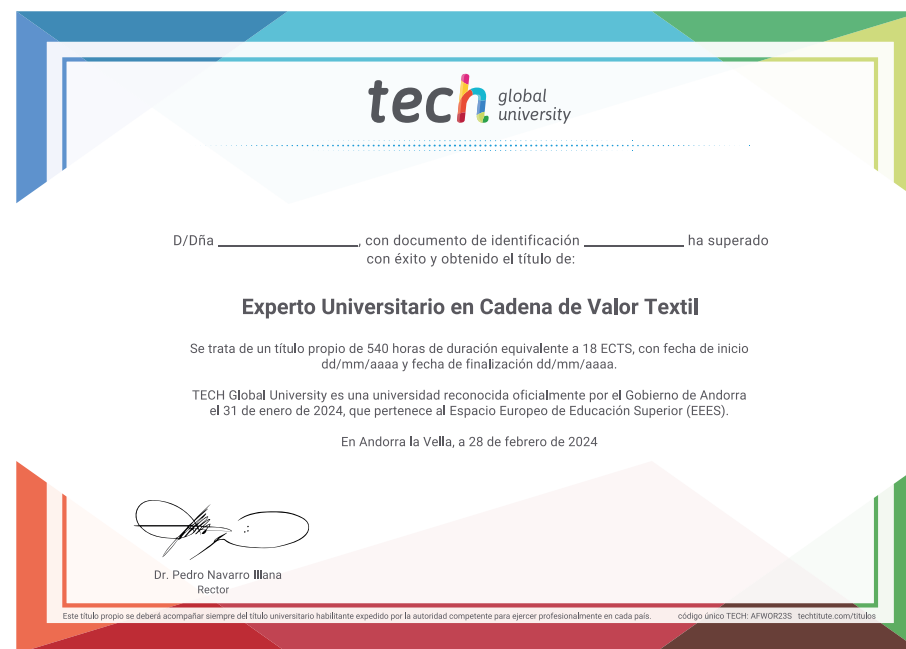 tech global university
D/Dña ____________________, con documento de identificación ______________ ha superado
con éxito y obtenido el título de:
Experto Universitario en Cadena de Valor Textil
Se trata de un título propio de 540 horas de duración equivalente a 18 ECTS, con fecha de inicio
dd/mm/aaaa y fecha de finalización dd/mm/aaaa.
TECH Global University es una universidad reconocida oficialmente por el Gobierno de Andorra
el 31 de enero de 2024, que pertenece al Espacio Europeo de Educación Superior (EEES).
En Andorra la Vella, a 28 de febrero de 2024
Dr. Pedro Navarro Illana
Rector
Este título propio se deberá acompañar siempre del título universitario habilitante expedido por la autoridad competente para ejercer profesionalmente en cada país. código único TECH: AFWOR23S techtitute.com/titulos